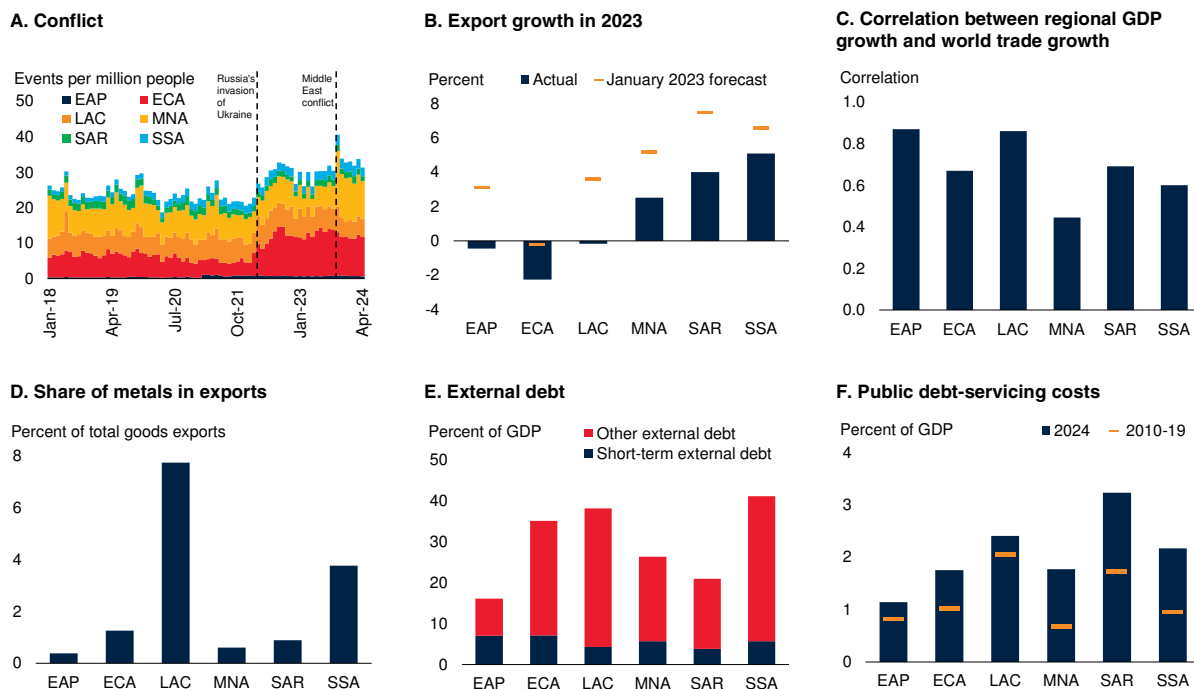 A. Conflict
Events per million people
EAP ECA
LAC MNA
SAR SSA
Russia's
invasion
of
Ukraine
Middle
East
conflict
50
40
30
20
10
0
Jan-18
Apr-19
Jul-20
Oct-21
Jan-23
Apr-24
B. Export growth in 2023
Percent
Actual January 2023 forecast
8
6
4
2
0
-2
-4
EAP ECA LAC MNA SAR SSA
C. Correlation between regional GDP
growth and world trade growth
Correlation
1.0
0.8
0.6
0.4
0.2
0.0
EAP ECA LAC MNA SAR SSA
D. Share of metals in exports
Percent of total goods exports
8
6
4
2
0
EAP ECA LAC MNA SAR SSA
E. External debt
Percent of GDP
Other external debt
Short-term external debt
50
40
30
20
10
0
EAP ECA LAC MNA SAR SSA
F. Public debt-servicing costs
Percent of GDP
2024 2010-19
4
3
2
1
0
EAP ECA LAC MNA SAR SSA